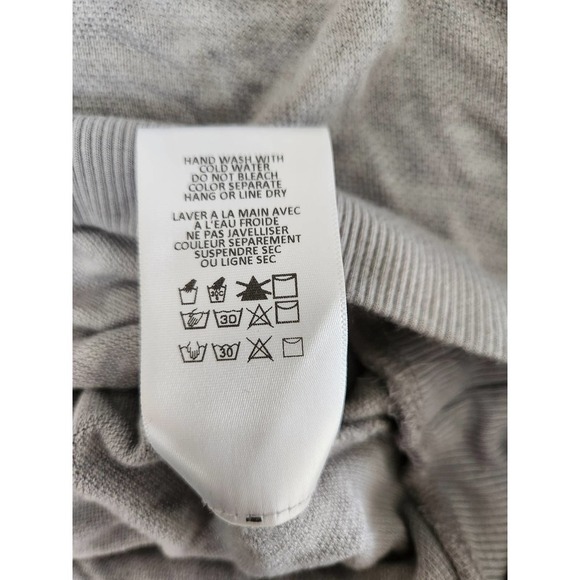 HAND WASH WITH
COLD WATER
DO NOT BLEACH
COLOR SEPARATE
HANG OR LINE DRY
LAVER A LA MAIN AVEC
A L'EAU FROIDE
NE PAS JAVELLISER
COULEUR SEPAREMENT
SUSPENDRE SEC
OU LIGNE SEC
30C
30
30